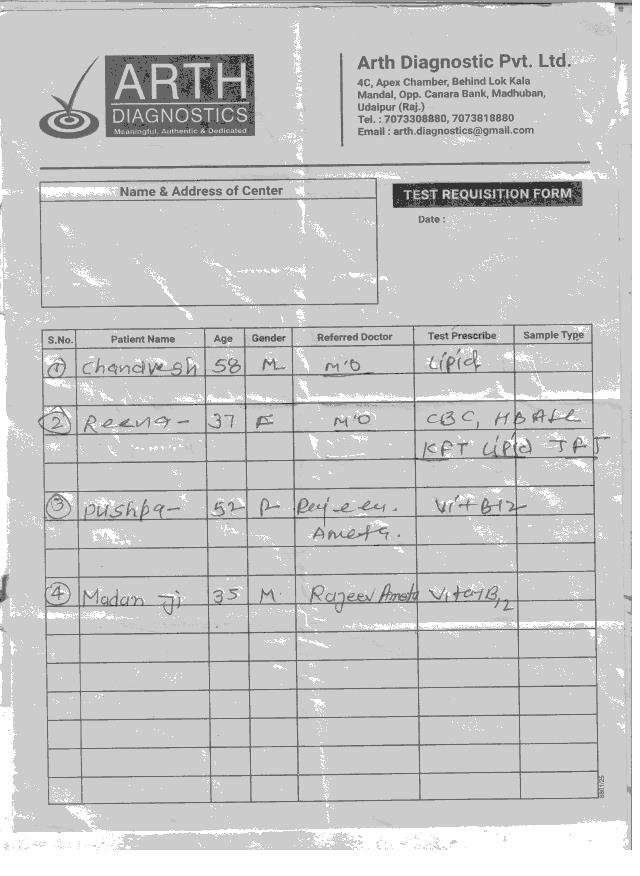 ARTH
DIAGNOSTICS
Meaningful, Authentic & Dedicated
Arth Diagnostic Pvt. Ltd.
4C, Apex Chamber, Behind Lok Kala
Mandal, Opp. Canara Bank, Madhuban,
Udaipur (Raj.)
Tel. : 7073308880, 7073818880
Email : arth.diagnostics@gmail.com
Name & Address of Center
TEST REQUISITION FORM
Date :
S.No. Patient Name Age Gender Referred Doctor Test Prescribe Sample Type
1 Chandresh 58 M M'O Lipid
2 Reena- 37 F M'O CBC, HBA1C
KFT Lipid TFT
3 Pushpa- 52 Vit B12
Ameta.
4 Madan Ji 35 M. Rajeev Ameta Vita-B12